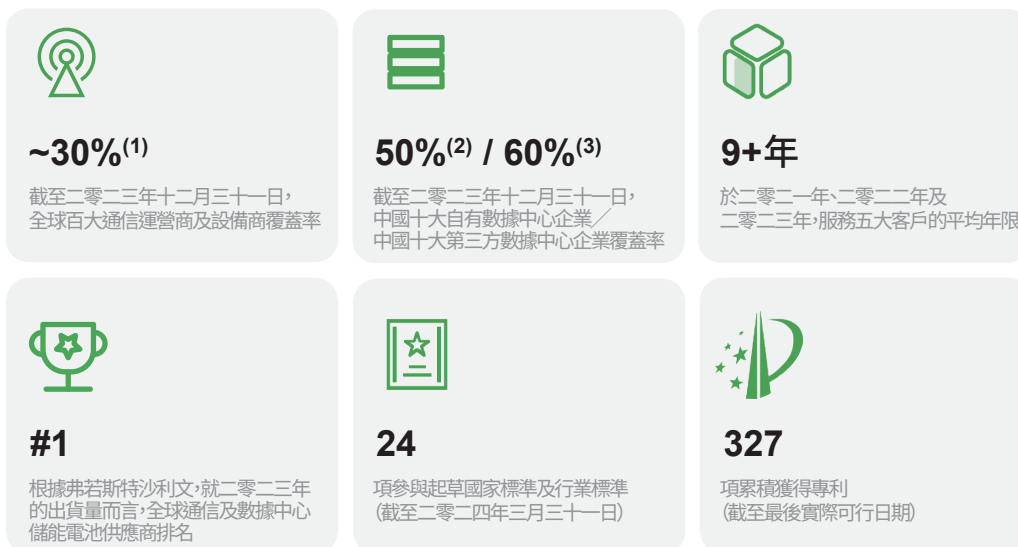 ~30%(1)
截至二零二三年十二月三十一日，
全球百大通信運營商及設備商覆蓋率
50%(2) / 60%(3)
截至二零二三年十二月三十一日，
中國十大自有數據中心企業／
中國十大第三方數據中心企業覆蓋率
9+年
於二零二一年、二零二二年及
二零二三年，服務五大客戶的平均年限
#1
根據弗若斯特沙利文，就二零二三年
的出貨量而言，全球通信及數據中心
儲能電池供應商排名
24
項參與起草國家標準及行業標準
（截至二零二四年三月三十一日）
327
項累積獲得專利
（截至最後實際可行日期）